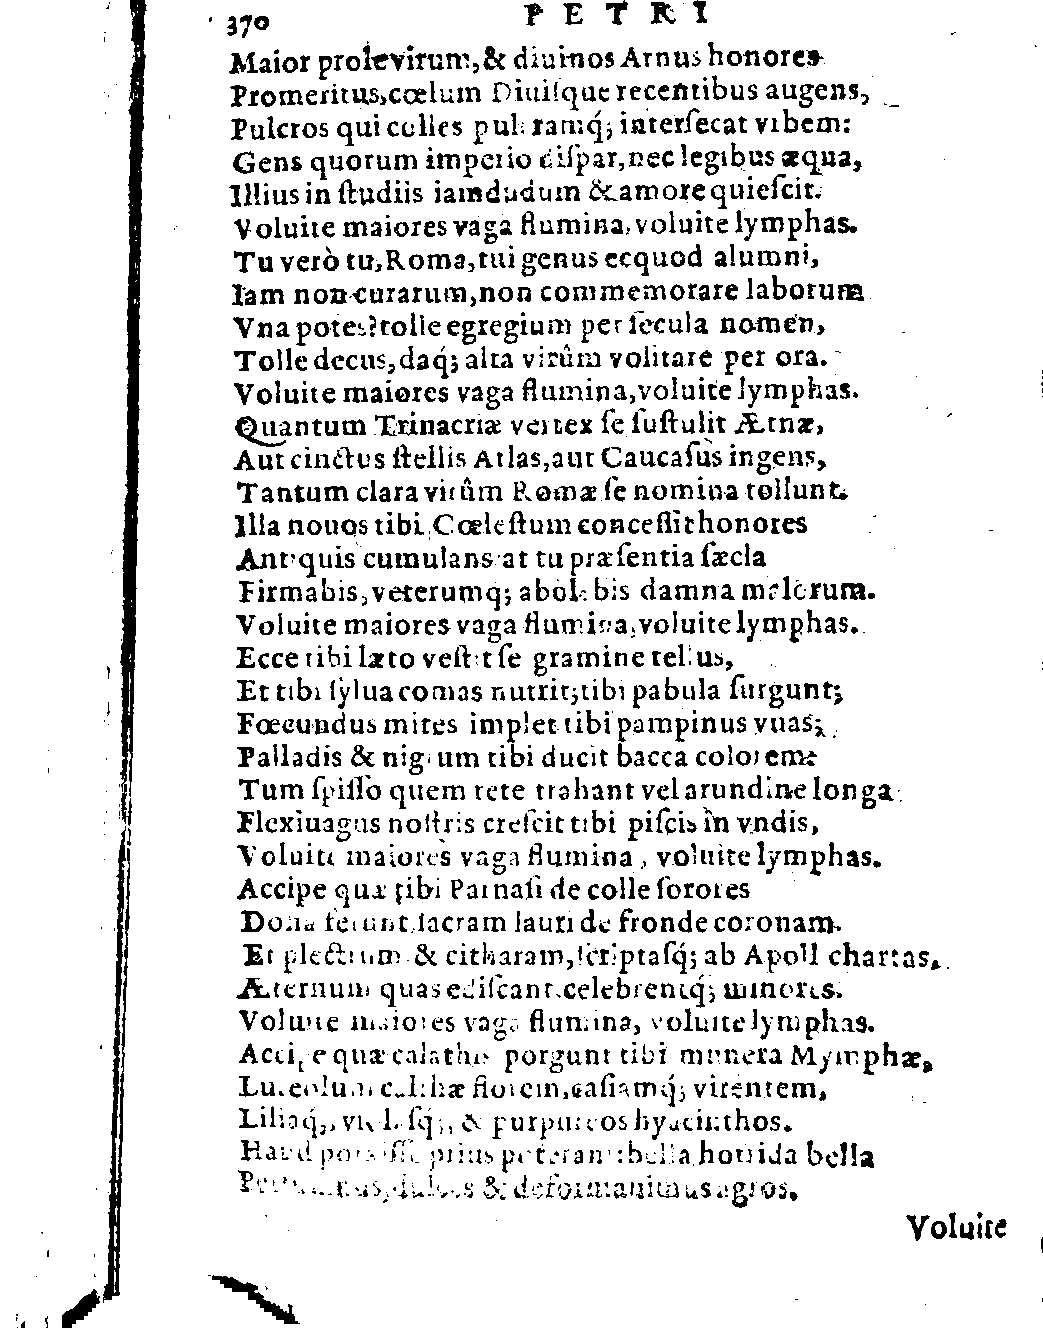 370 PETRI
Maior prole virum, & diuinos Arnus honores
Promeritus, cœlum Diuiſque recentibus augens,
Pulcros qui colles pulcramq́; interſecat vrbem:
Gens quorum imperio diſpar, nec legibus æqua,
Illius in ſtudiis iamdudum & amore quieſcit.
Voluite maiores vaga flumina, voluite lymphas.
Tu verò tu, Roma, tui genus ecquod alumni,
Iam non curarum, non commemorare laborum
Vna potes? tolle egregium per ſecula nomen,
Tolle decus, daq́; alta virûm volitare per ora.
Voluite maiores vaga flumina, voluite lymphas.
Quantum Trinacriæ vertex ſe ſuſtulit Ætnæ,
Aut cinctus ſtellis Atlas, aut Caucaſus ingens,
Tantum clara virûm Romæ ſe nomina tollunt.
Illa nouos tibi Cœleſtum conceſſit honores
Antiquis cumulans at tu præſentia ſæcla
Firmabis, veterumq; abolebis damna malorum.
Voluite maiores vaga flumina, voluite lymphas.
Ecce tibi læto veſtit ſe gramine tellus,
Et tibi ſylua comas nutrit; tibi pabula ſurgunt;
Fœcundus mites implet tibi pampinus vuas;
Palladis & nigrum tibi ducit bacca colorem:
Tum ſpiſſo quem rete trahant vel arundine longa
Flexiuagus noſtris creſcit tibi piſcis in vndis,
Voluite maiores vaga flumina, voluite lymphas.
Accipe quæ tibi Parnaſi de colle ſorores
Dona ferunt, ſacram lauri de fronde coronam.
Et plectrum & citharam, ſcriptaſq́; ab Apoll chartas.
Æternum quas ediſcant, celebrentq́; minores.
Voluite maiores vaga flumina, voluite lymphas.
Accipe quæ calathis porgunt tibi munera Mymphæ,
Luteolum calthæ florem, caſiamq́; virentem,
Liliaq́;, violaſq́;, & purpureos hyacinthos.
Haud potuiſſe prius peteram: bella horrida bella
& deformauimus agros.
Voluite